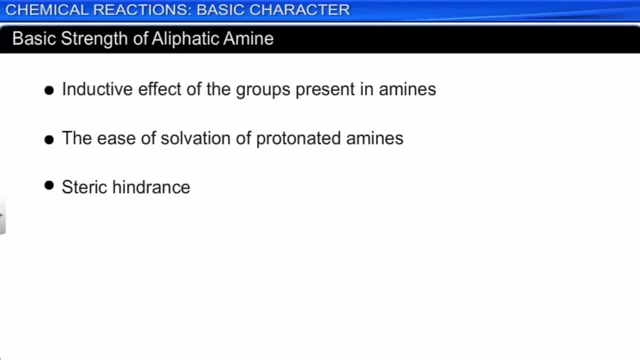 CHEMICAL REACTIONS: BASIC CHARACTER
Basic Strength of Aliphatic Amine
● Inductive effect of the groups present in amines
● The ease of solvation of protonated amines
● Steric hindrance